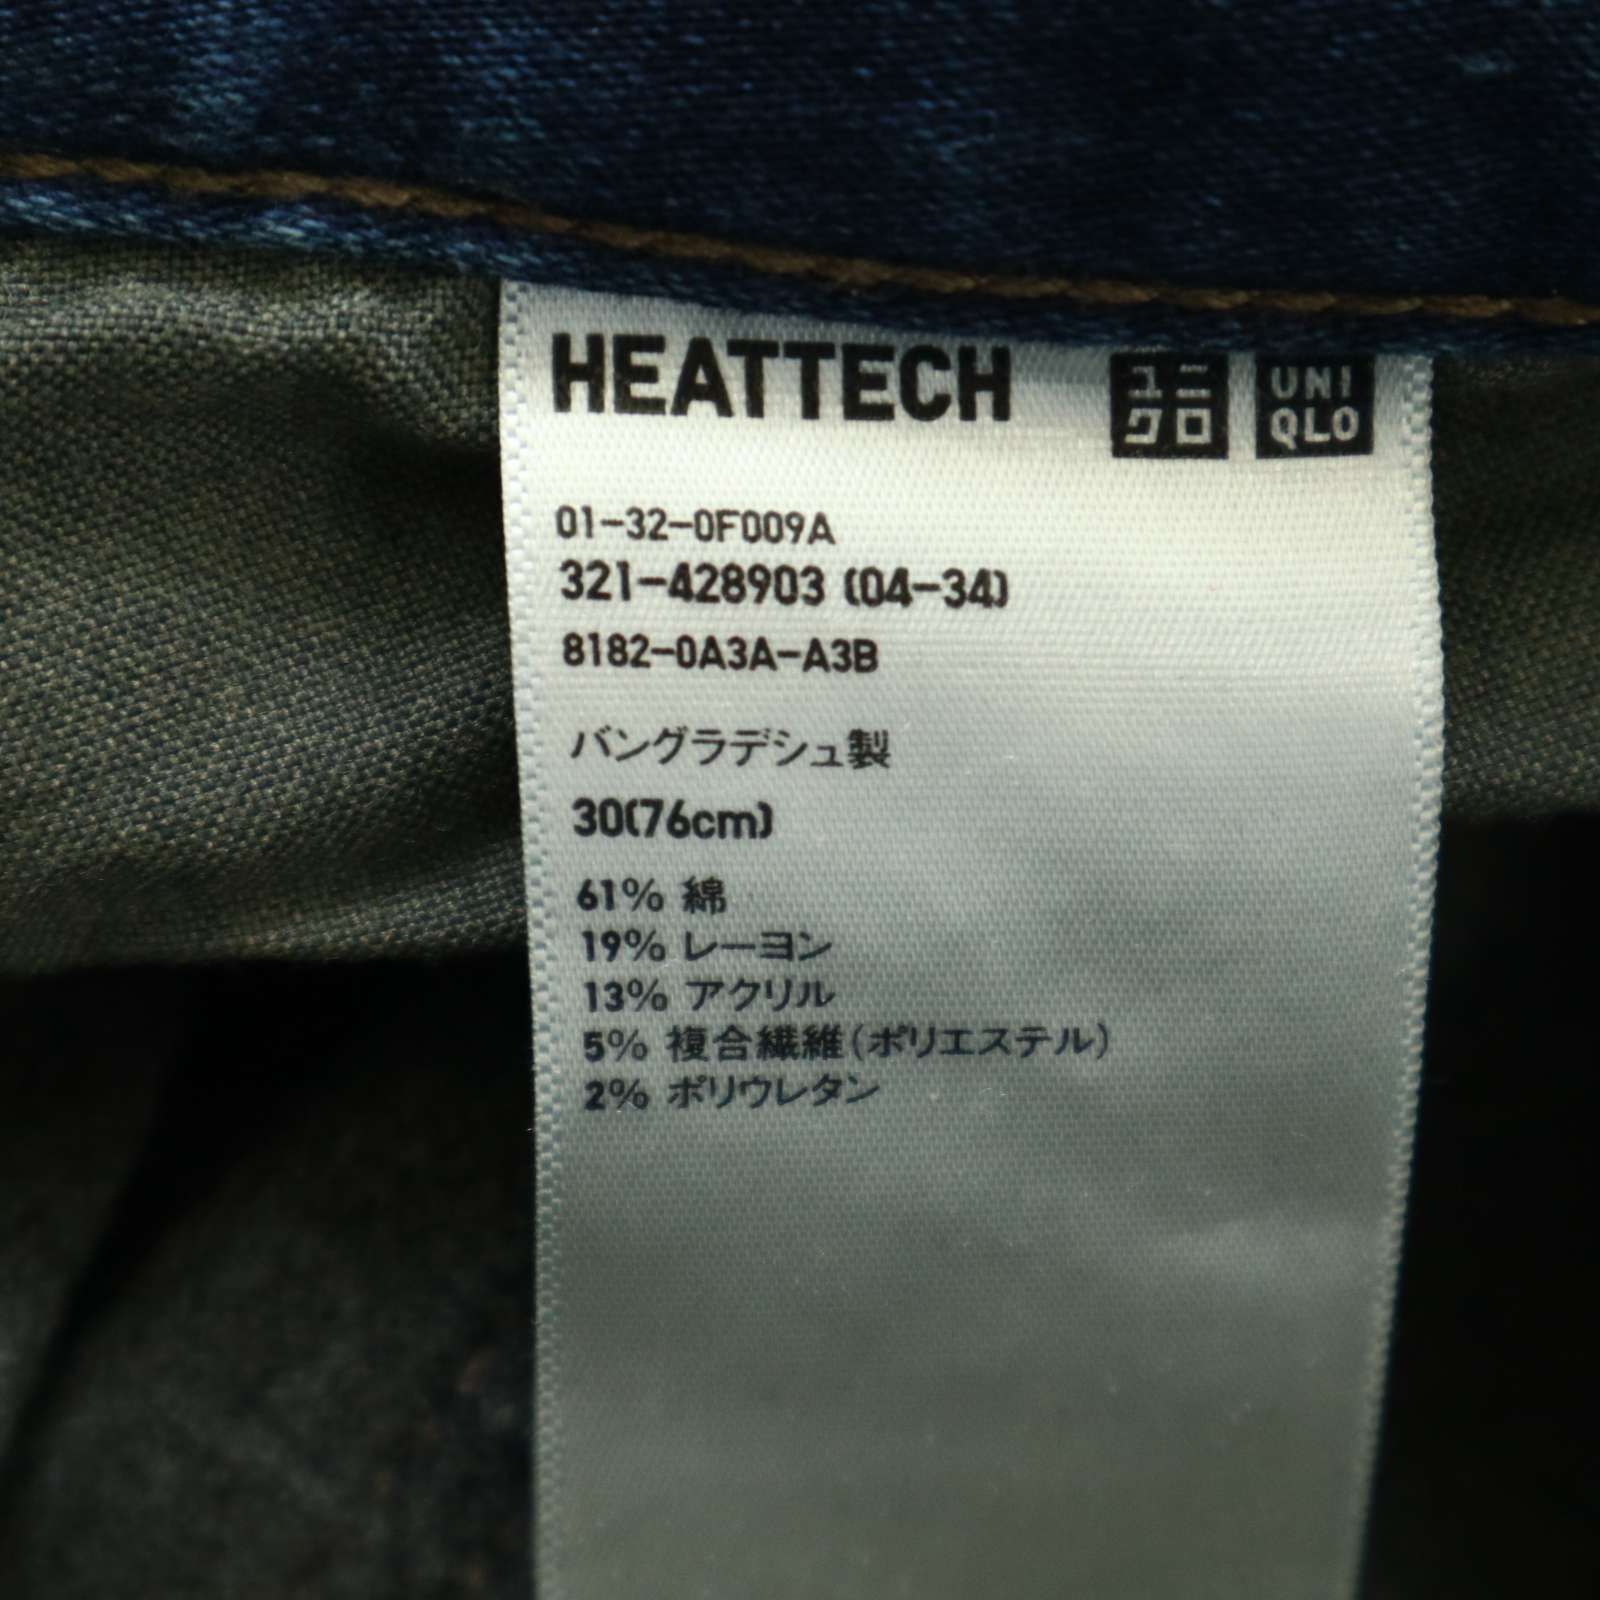 HEATTECH ユニクロ UNIQLO
01-32-0F009A
321-428903 (04-34)
8182-0A3A-A3B
バングラデシュ製
30(76cm)
61% 綿
19% レーヨン
13% アクリル
5% 複合繊維(ポリエステル)
2% ポリウレタン